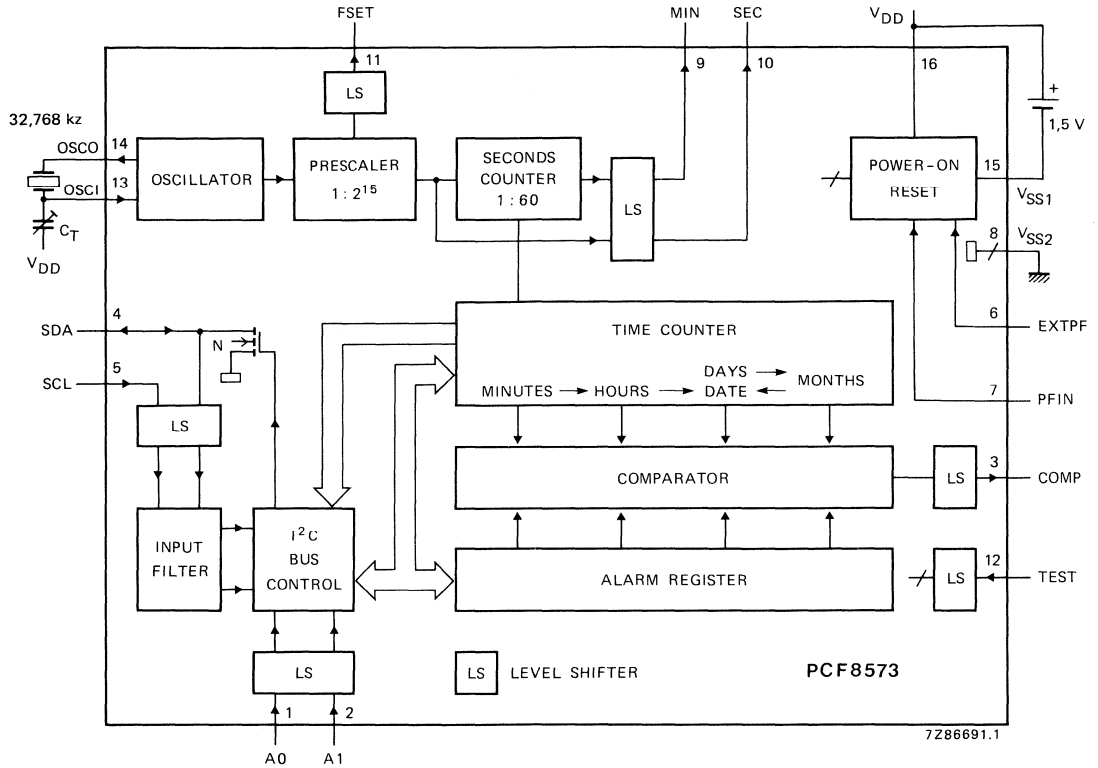 FSET
MIN
SEC
VDD
11
9
10
16
LS
+
1,5 V
32,768 kz
OSCO
14
OSCI
13
CT
VDD
OSCILLATOR
PRESCALER
1 : 2¹⁵
SECONDS
COUNTER
1 : 60
LS
POWER–ON
RESET
15
VSS1
8
VSS2
SDA
4
N
SCL
5
LS
TIME COUNTER
MINUTES → HOURS → DAYS → MONTHS
DATE ←
6
EXTPF
7
PFIN
COMPARATOR
LS
3
COMP
INPUT
FILTER
I²C
BUS
CONTROL
ALARM REGISTER
LS
12
TEST
LS
LS
LEVEL SHIFTER
PCF8573
1
2
A0
A1
7Z86691.1